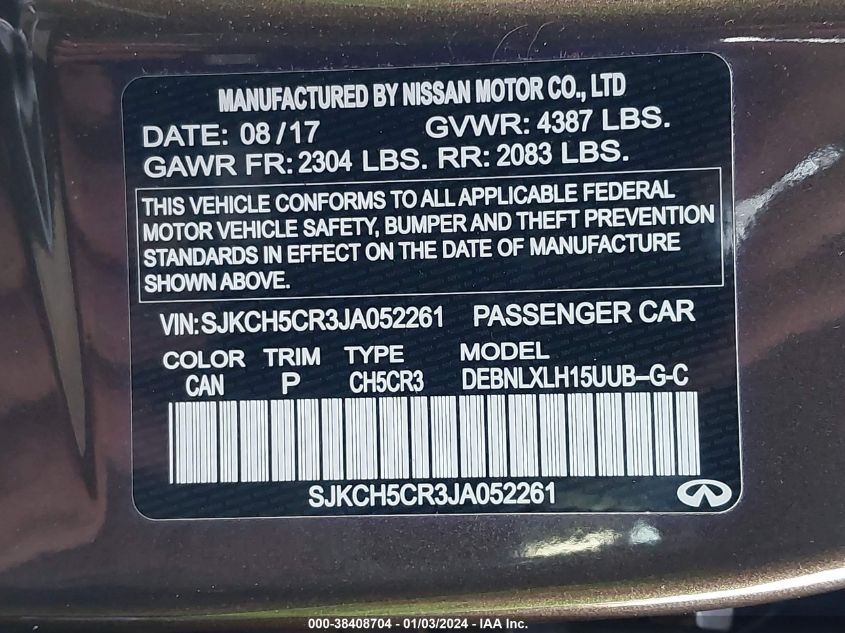 MANUFACTURED BY NISSAN MOTOR CO., LTD
DATE: 08/17 GVWR: 4387 LBS.
GAWR FR: 2304 LBS. RR: 2083 LBS.
THIS VEHICLE CONFORMS TO ALL APPLICABLE FEDERAL
MOTOR VEHICLE SAFETY, BUMPER AND THEFT PREVENTION
STANDARDS IN EFFECT ON THE DATE OF MANUFACTURE
SHOWN ABOVE.
VIN:SJKCH5CR3JA052261 PASSENGER CAR
COLOR TRIM TYPE MODEL
CAN P CH5CR3 DEBNLXLH15UUB-G-C
SJKCH5CR3JA052261
000-38408704 - 01/03/2024 - IAA Inc.